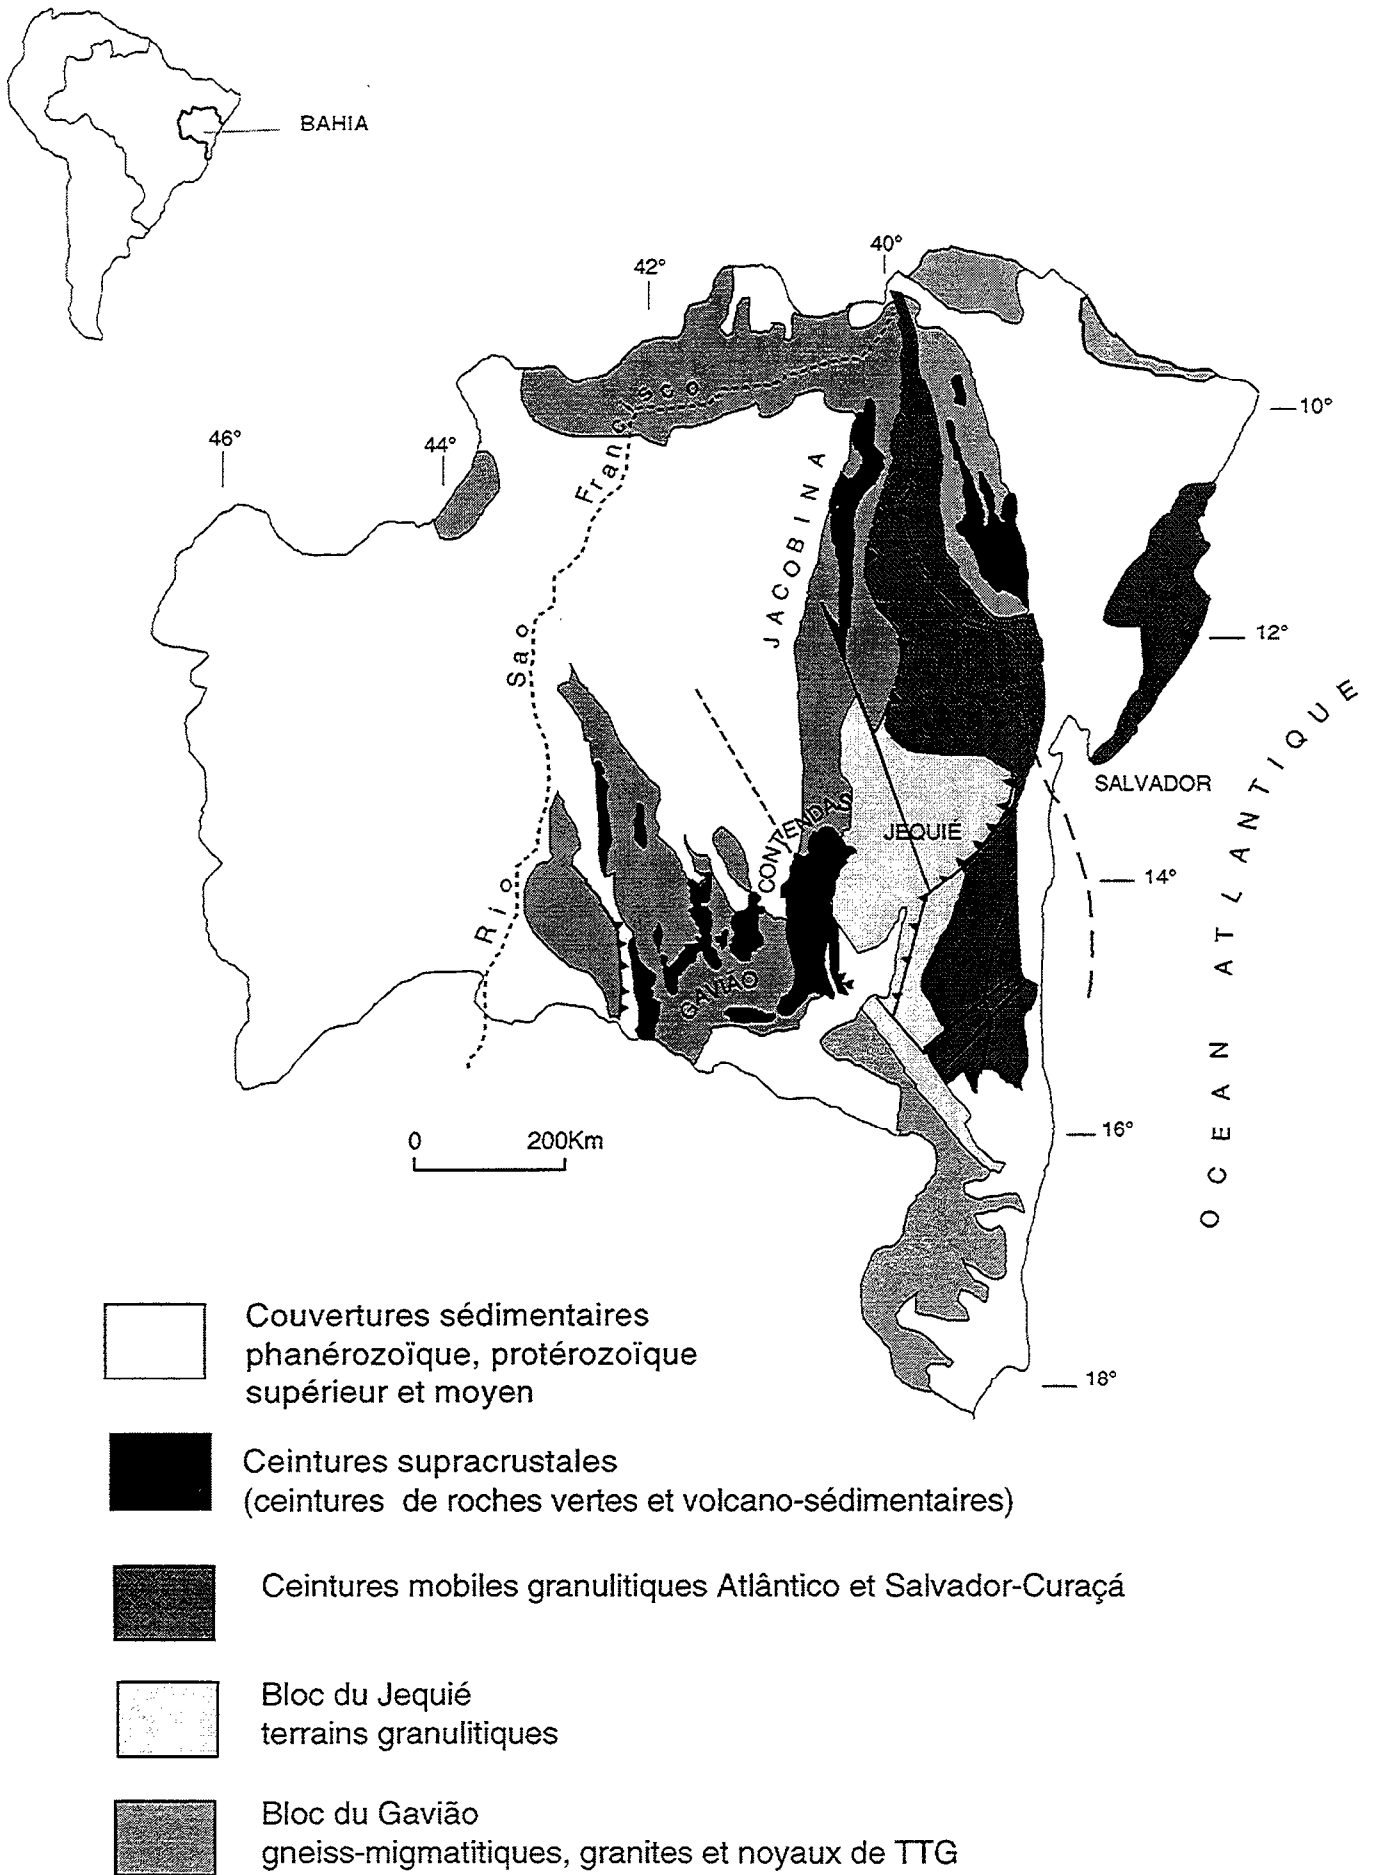 BAHIA
40°
42°
10°
46°
44°
JACOBINA
Rio Sao Francisco
12°
OCEAN ATLANTIQUE
SALVADOR
CONTENDAS
JEQUIÉ
14°
GAVIÃO
16°
0 200Km
18°
Couvertures sédimentaires
phanérozoïque, protérozoïque
supérieur et moyen
Ceintures supracrustales
(ceintures de roches vertes et volcano-sédimentaires)
Ceintures mobiles granulitiques Atlântico et Salvador-Curaçá
Bloc du Jequié
terrains granulitiques
Bloc du Gavião
gneiss-migmatitiques, granites et noyaux de TTG